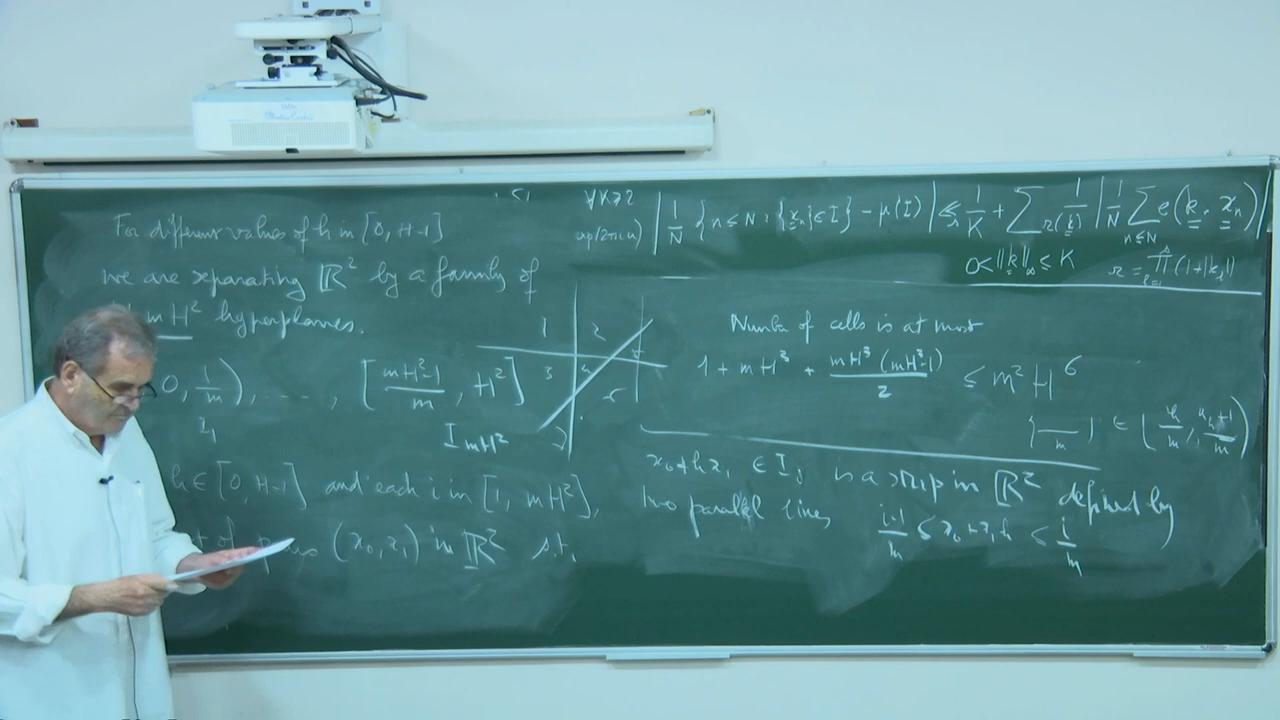 For different values of h in [0, H-1]
we are separating ℝ² by a family of
mH² hyperplanes.
0, 1/m), ...., [mH²-1/m, H²]
I₁
I_{mH²}
h ∈ [0, H-1] and each i in [1, mH²],
of (x₀, x₁) in ℝ² s.t.
1 2
3
∀K≥2
| 1/N {n ≤ N : {x_n} ∈ I} - μ(I) | ≤ 1/K + ∑ 1/r(k) | 1/N ∑_{n≤N} e(k · x_n) |
0 < ||k||_∞ ≤ K
Number of cells is at most
1 + mH³ + mH³(mH³-1)/2 ≤ m²H⁶
x₀+hx₁ ∈ I_i is a strip in ℝ² defined by
two parallel lines
i-1/m ≤ x₀+x₁h ≤ i/m